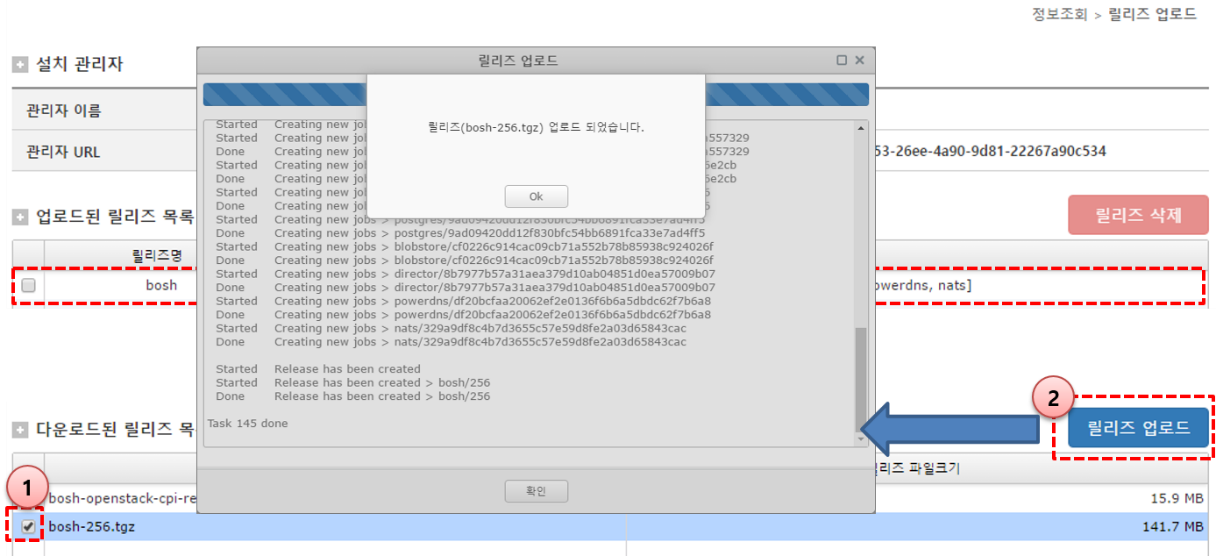 정보조회 > 릴리즈 업로드
설치 관리자
관리자 이름
관리자 URL
53-26ee-4a90-9d81-22267a90c534
업로드된 릴리즈 목록
릴리즈 삭제
릴리즈명
bosh
owerdns, nats]
릴리즈 업로드
릴리즈(bosh-256.tgz) 업로드 되었습니다.
Ok
Started Creating new jo
Started Creating new jo 557329
Done Creating new jo 557329
Started Creating new jo 5e2cb
Done Creating new jo 5e2cb
Started Creating new jo
Done Creating new jo
Started Creating new jobs > postgres/9ad09420dd12f830bfc54bb6891fca33e7ad4ff5
Done Creating new jobs > postgres/9ad09420dd12f830bfc54bb6891fca33e7ad4ff5
Started Creating new jobs > blobstore/cf0226c914cac09cb71a552b78b85938c924026f
Done Creating new jobs > blobstore/cf0226c914cac09cb71a552b78b85938c924026f
Started Creating new jobs > director/8b7977b57a31aea379d10ab04851d0ea57009b07
Done Creating new jobs > director/8b7977b57a31aea379d10ab04851d0ea57009b07
Started Creating new jobs > powerdns/df20bcfaa20062ef2e0136f6b6a5dbdc62f7b6a8
Done Creating new jobs > powerdns/df20bcfaa20062ef2e0136f6b6a5dbdc62f7b6a8
Started Creating new jobs > nats/329a9df8c4b7d3655c57e59d8fe2a03d65843cac
Done Creating new jobs > nats/329a9df8c4b7d3655c57e59d8fe2a03d65843cac
Started Release has been created
Started Release has been created > bosh/256
Done Release has been created > bosh/256
Task 145 done
확인
2
릴리즈 업로드
다운로드된 릴리즈 목
릴리즈 파일크기
1
bosh-openstack-cpi-re 15.9 MB
bosh-256.tgz 141.7 MB